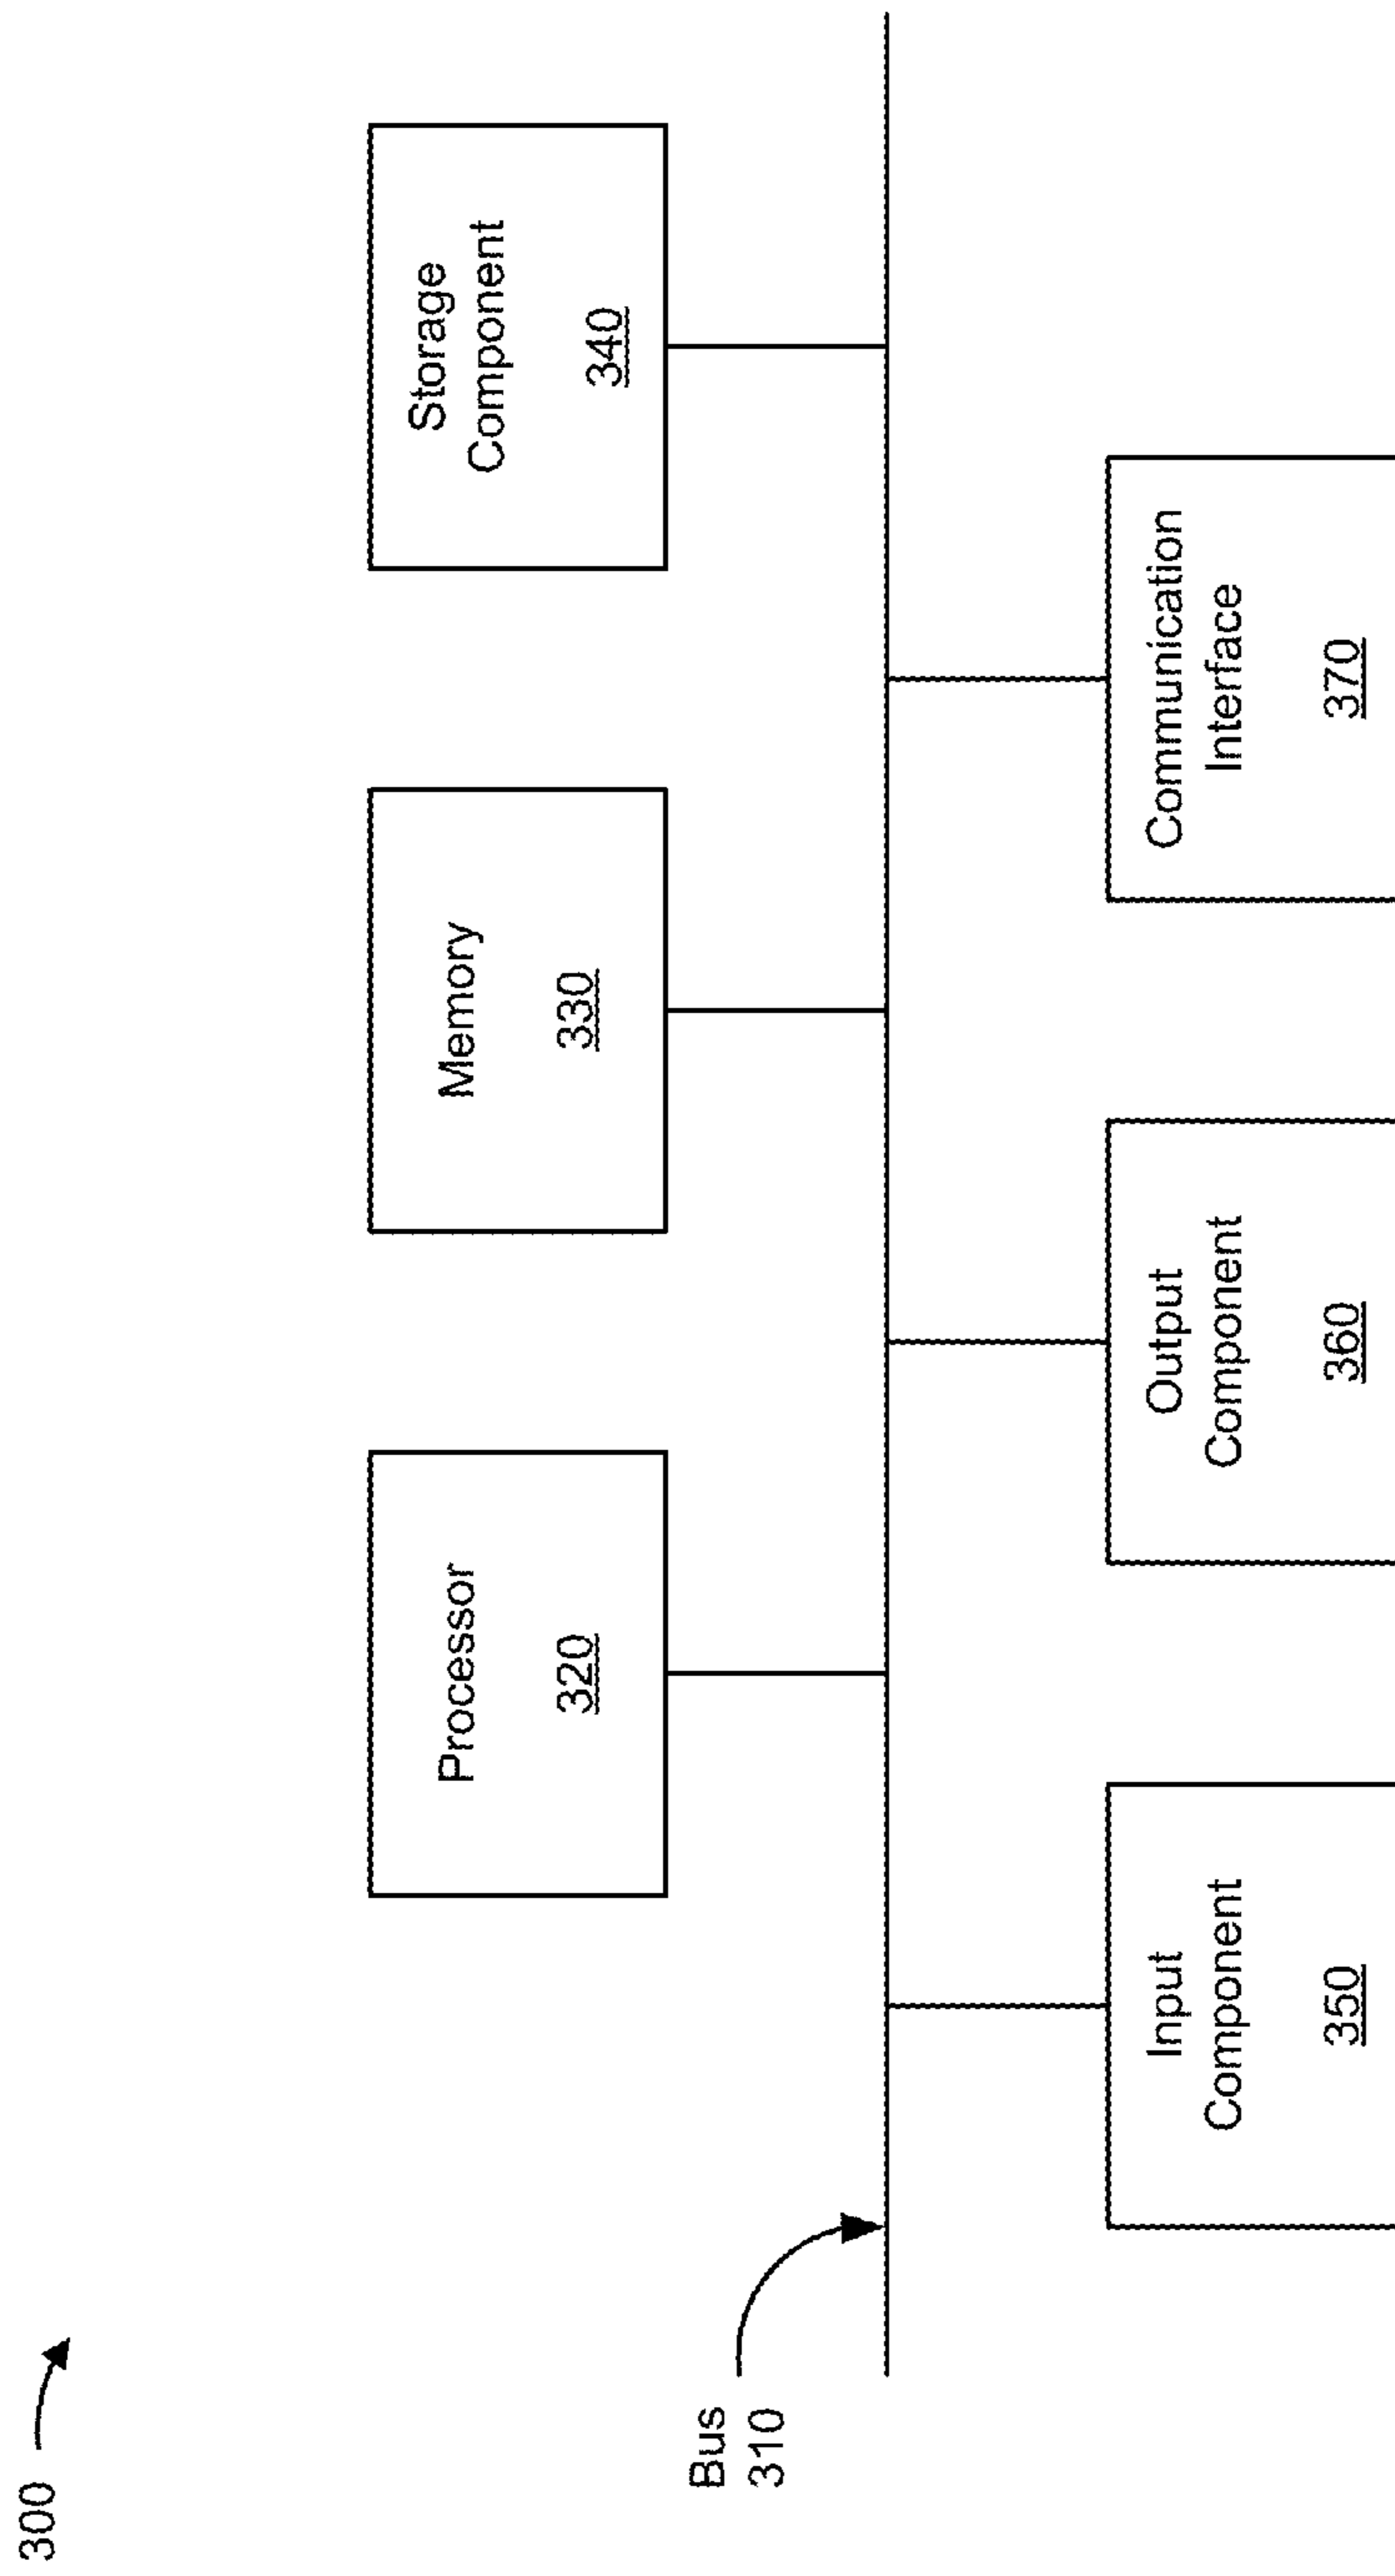 300
Processor
320
Memory
330
Storage
Component
340
Bus
310
Input
Component
350
Output
Component
360
Communication
Interface
370